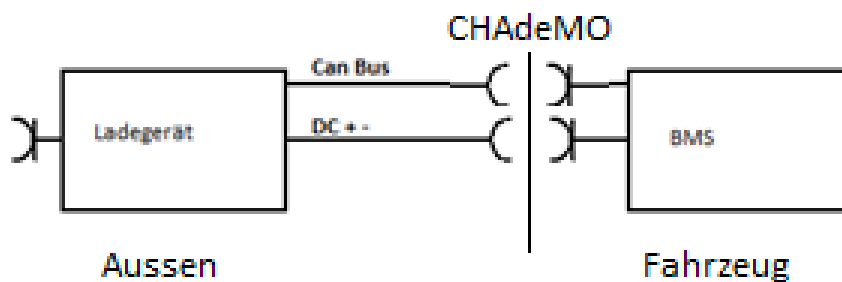 CHAdeMO
Can Bus
Ladegerät
DC + -
BMS
Aussen
Fahrzeug